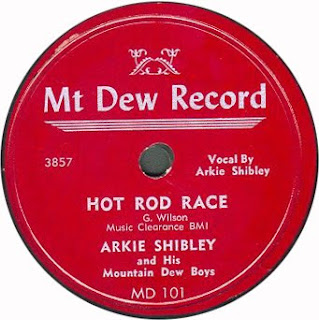 Mt Dew Record
3857
Vocal By
Arkie Shibley
HOT ROD RACE
G. Wilson
Music Clearance BMI
ARKIE SHIBLEY
and His
Mountain Dew Boys
MD 101